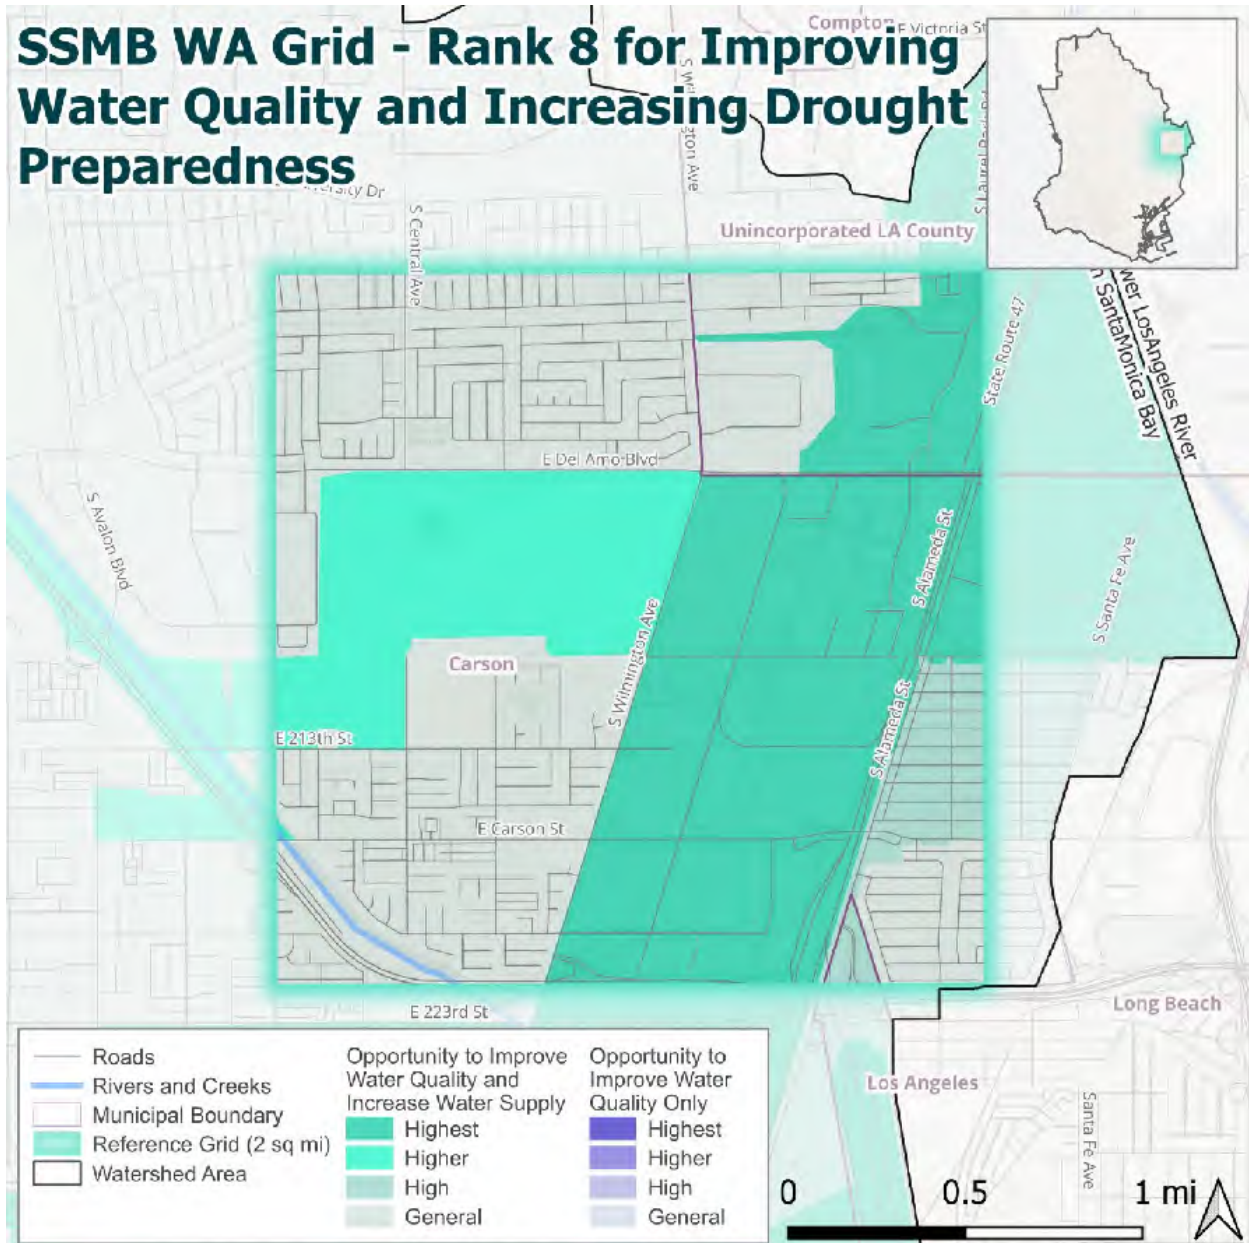 SSMB WA Grid - Rank 8 for Improving
Water Quality and Increasing Drought
Preparedness
Compton
E Victoria St
Unincorporated LA County
S Central Ave
State Route 47
SantaMonica Bay
LosAngeles River
E Del Amo Blvd
S Avalon Blvd
S Alameda St
S Santa Fe Ave
S Wilmington Ave
Carson
E 213th St
S Alameda St
E Carson St
E 223rd St
Long Beach
Los Angeles
Santa Fe Ave
Roads
Rivers and Creeks
Municipal Boundary
Reference Grid (2 sq mi)
Watershed Area
Opportunity to Improve
Water Quality and
Increase Water Supply
Highest
Higher
High
General
Opportunity to
Improve Water
Quality Only
Highest
Higher
High
General
0 0.5 1 mi